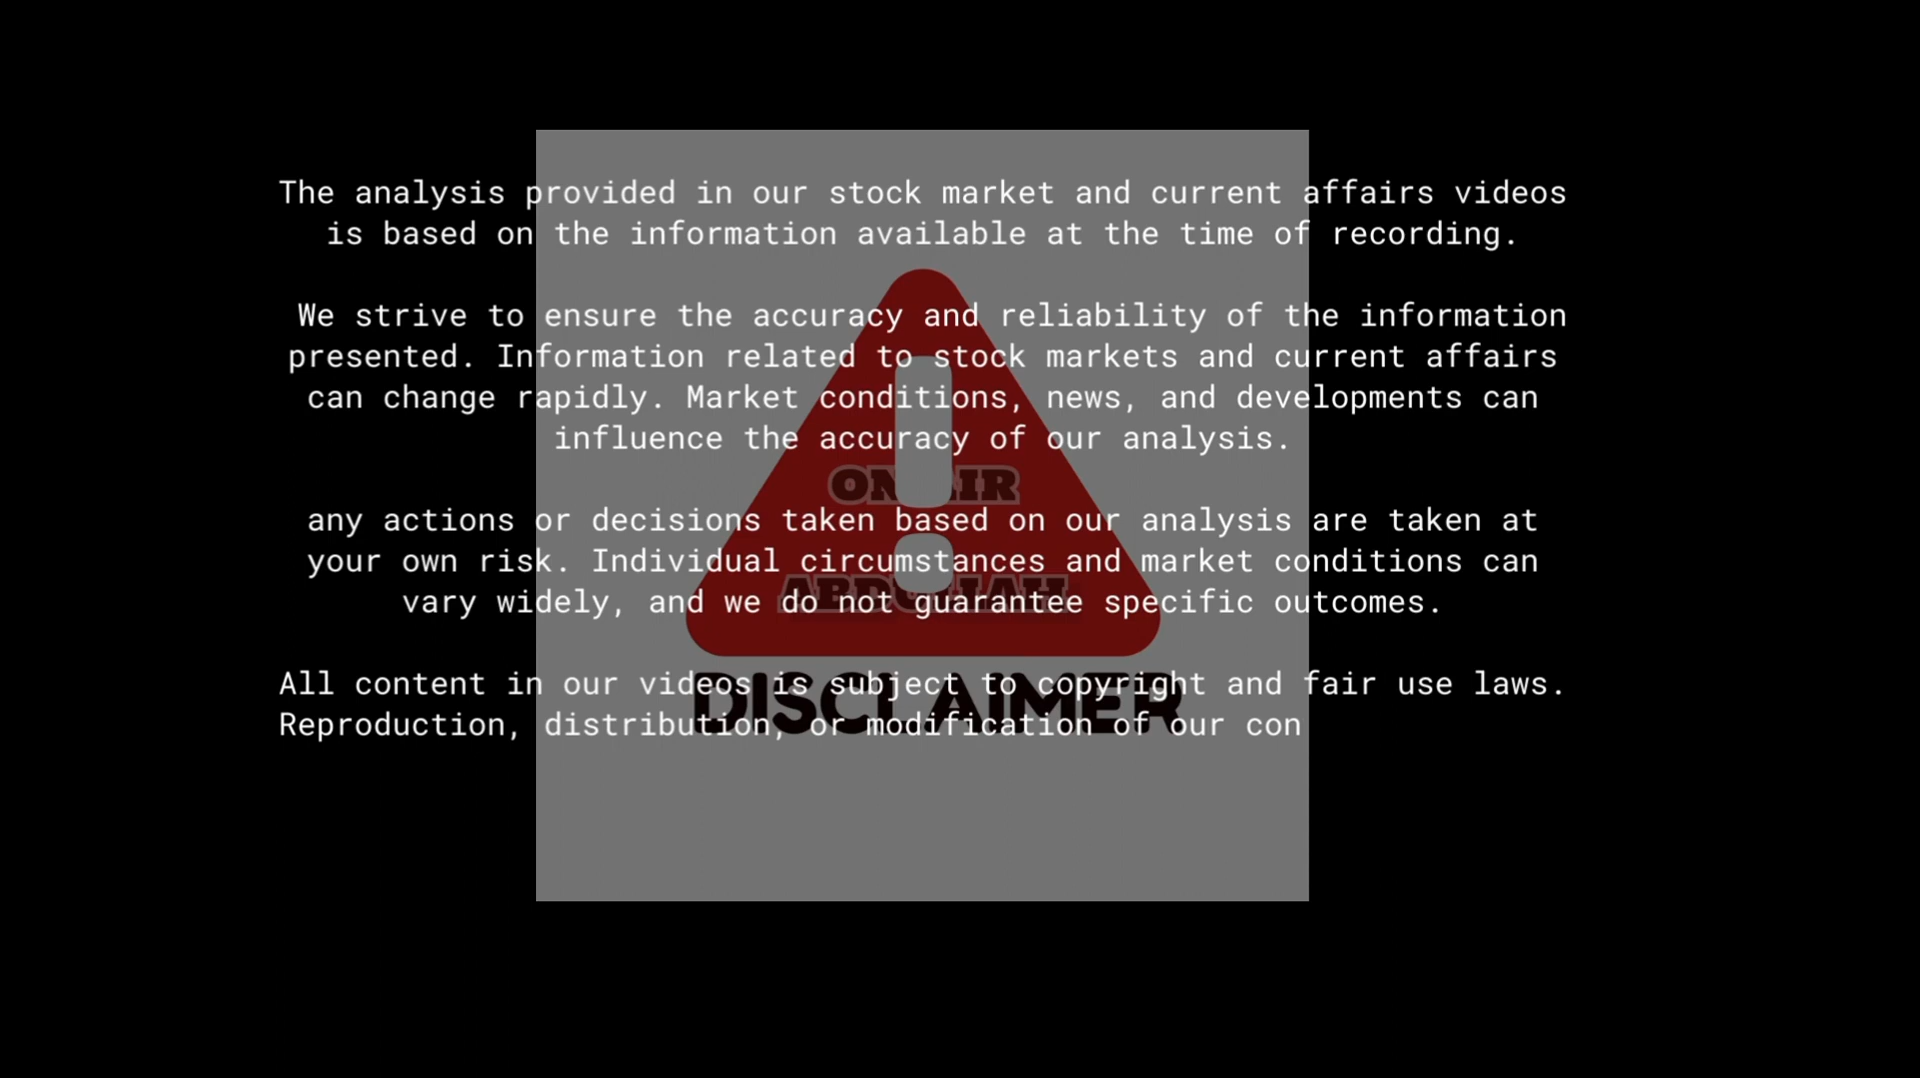 The analysis provided in our stock market and current affairs videos
is based on the information available at the time of recording.
We strive to ensure the accuracy and reliability of the information
presented. Information related to stock markets and current affairs
can change rapidly. Market conditions, news, and developments can
influence the accuracy of our analysis.
ON AIR
any actions or decisions taken based on our analysis are taken at
your own risk. Individual circumstances and market conditions can
vary widely, and we do not guarantee specific outcomes.
All content in our videos is subject to copyright and fair use laws.
DISCLAIMER
Reproduction, distribution, or modification of our con